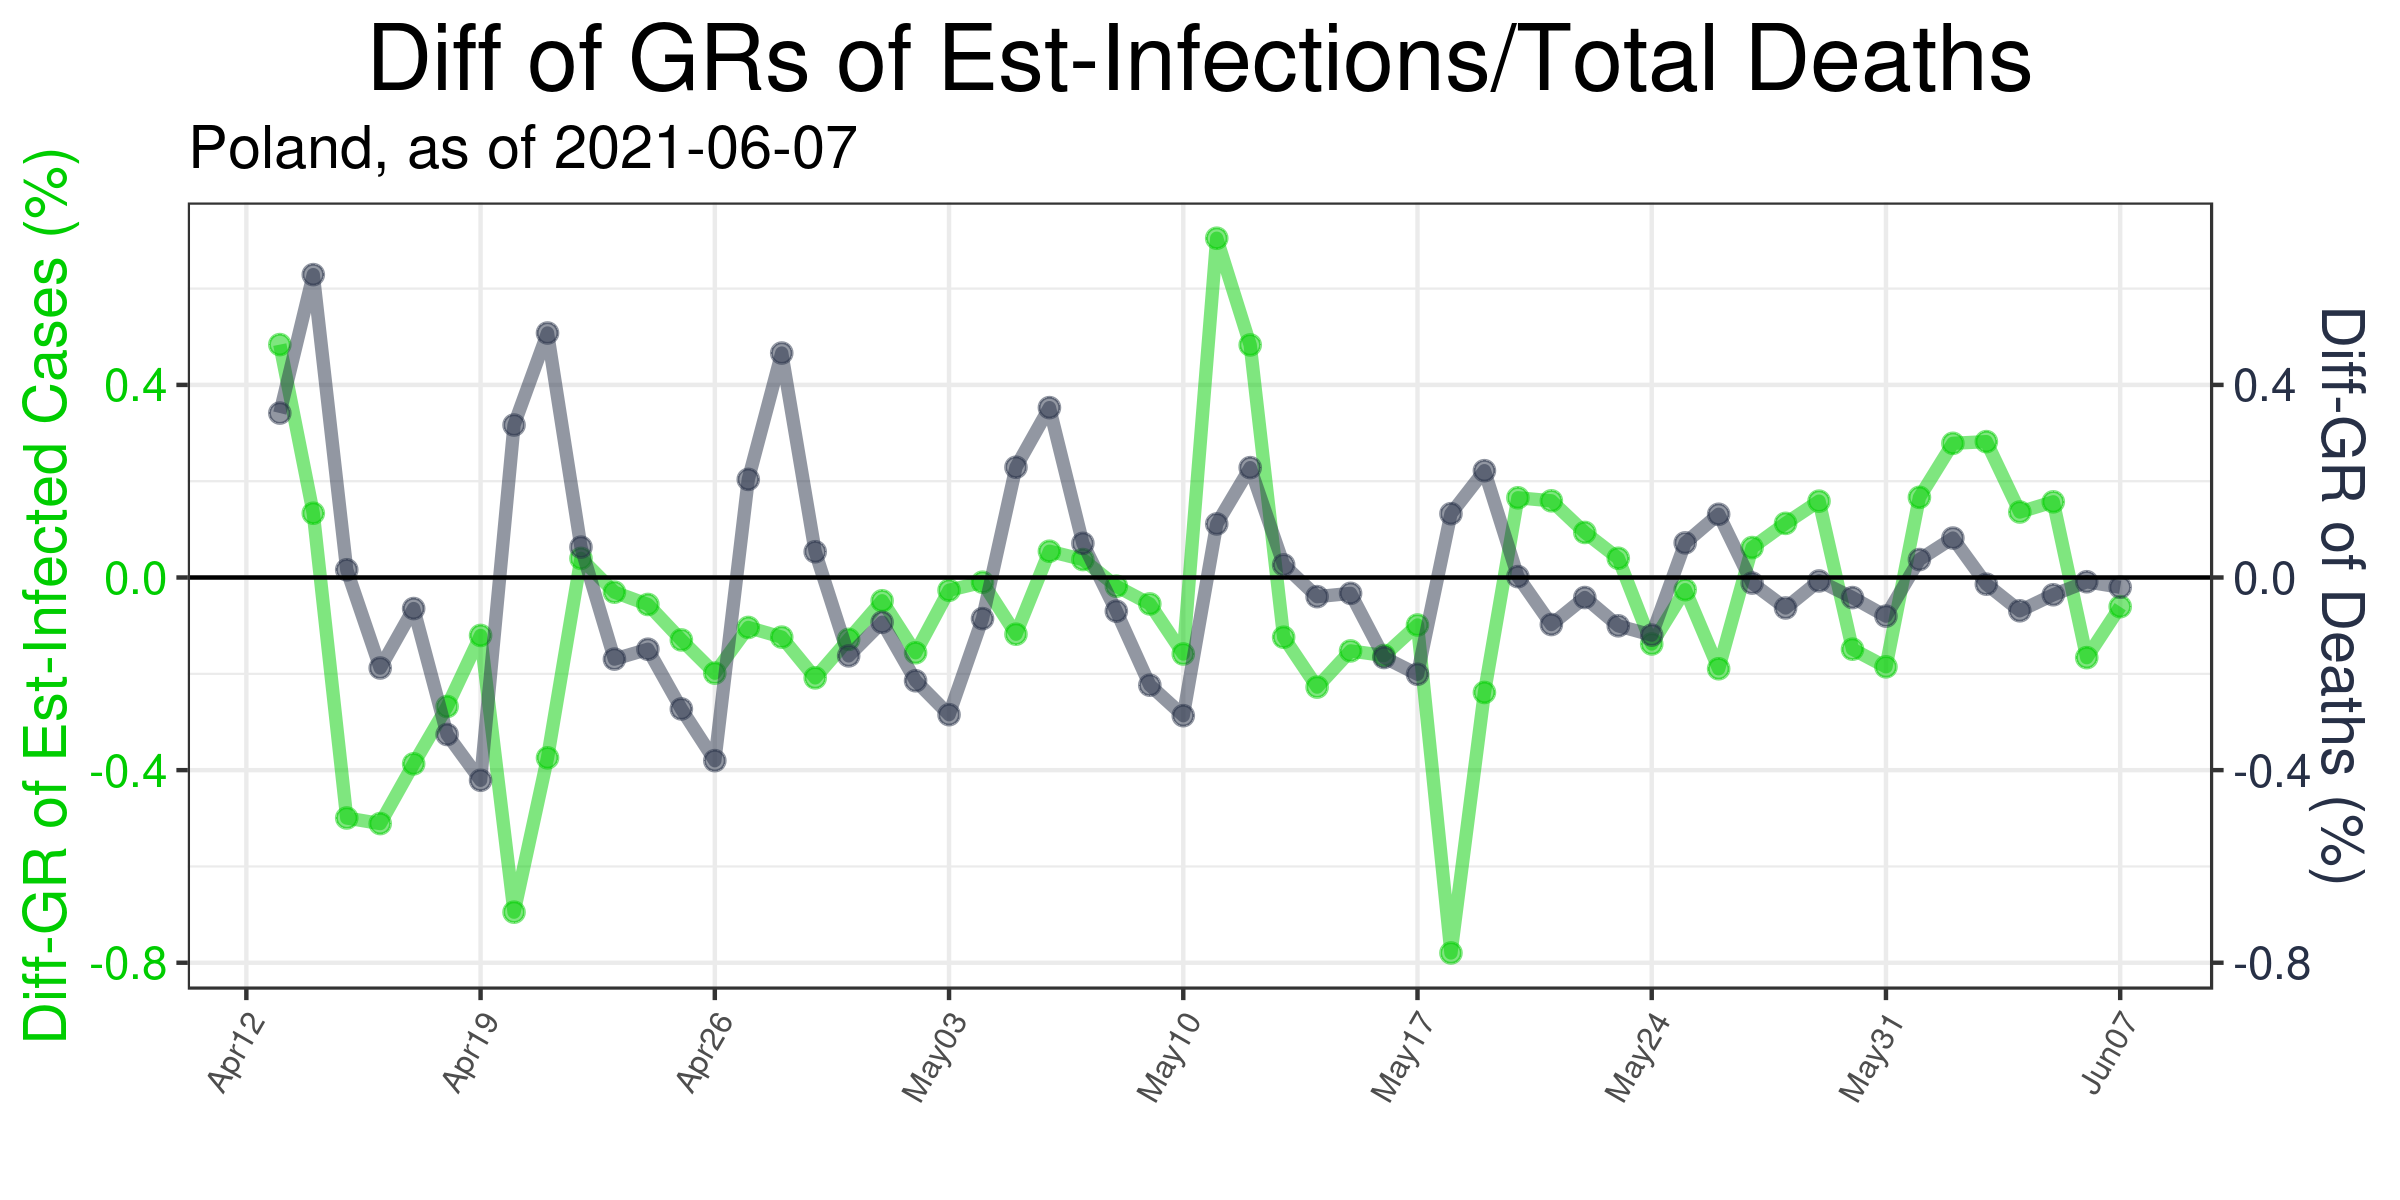 Diff of GRs of Est-Infections/Total Deaths
Poland, as of 2021-06-07
Diff-GR of Est-Infected Cases (%)
0.4
0.0
-0.4
-0.8
0.4
0.0
-0.4
-0.8
Diff-GR of Deaths (%)
Apr12
Apr19
Apr26
May03
May10
May17
May24
May31
Jun07